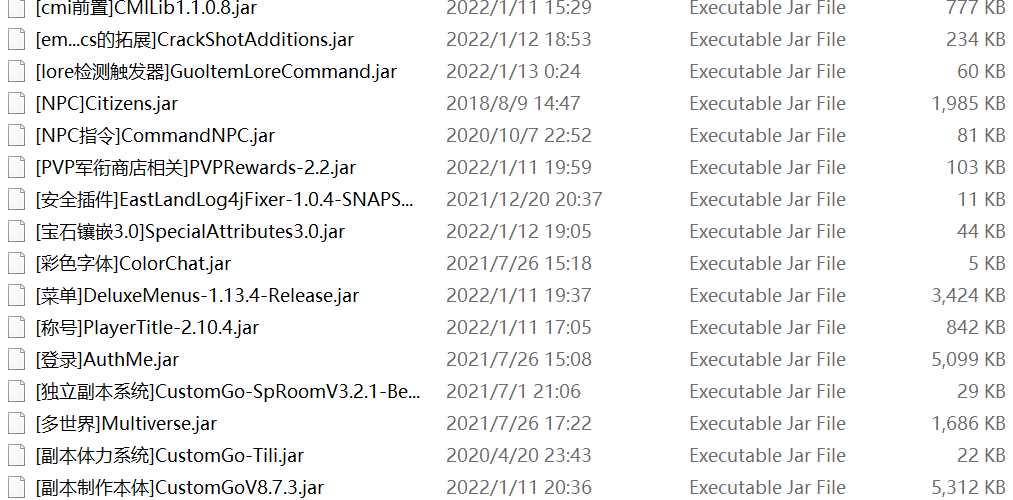 [cmi前置]CMILib1.1.0.8.jar 2022/1/11 15:29 Executable Jar File 777 KB
[em...cs的拓展]CrackShotAdditions.jar 2022/1/12 18:53 Executable Jar File 234 KB
[lore检测触发器]GuoItemLoreCommand.jar 2022/1/13 0:24 Executable Jar File 60 KB
[NPC]Citizens.jar 2018/8/9 14:47 Executable Jar File 1,985 KB
[NPC指令]CommandNPC.jar 2020/10/7 22:52 Executable Jar File 81 KB
[PVP军衔商店相关]PVPRewards-2.2.jar 2022/1/11 19:59 Executable Jar File 103 KB
[安全插件]EastLandLog4jFixer-1.0.4-SNAPS... 2021/12/20 20:37 Executable Jar File 11 KB
[宝石镶嵌3.0]SpecialAttributes3.0.jar 2022/1/12 19:05 Executable Jar File 44 KB
[彩色字体]ColorChat.jar 2021/7/26 15:18 Executable Jar File 5 KB
[菜单]DeluxeMenus-1.13.4-Release.jar 2022/1/11 19:37 Executable Jar File 3,424 KB
[称号]PlayerTitle-2.10.4.jar 2022/1/11 17:05 Executable Jar File 842 KB
[登录]AuthMe.jar 2021/7/26 15:08 Executable Jar File 5,099 KB
[独立副本系统]CustomGo-SpRoomV3.2.1-Be... 2021/7/1 21:06 Executable Jar File 29 KB
[多世界]Multiverse.jar 2021/7/26 17:22 Executable Jar File 1,686 KB
[副本体力系统]CustomGo-Tili.jar 2020/4/20 23:43 Executable Jar File 22 KB
[副本制作本体]CustomGoV8.7.3.jar 2022/1/11 20:36 Executable Jar File 5,312 KB